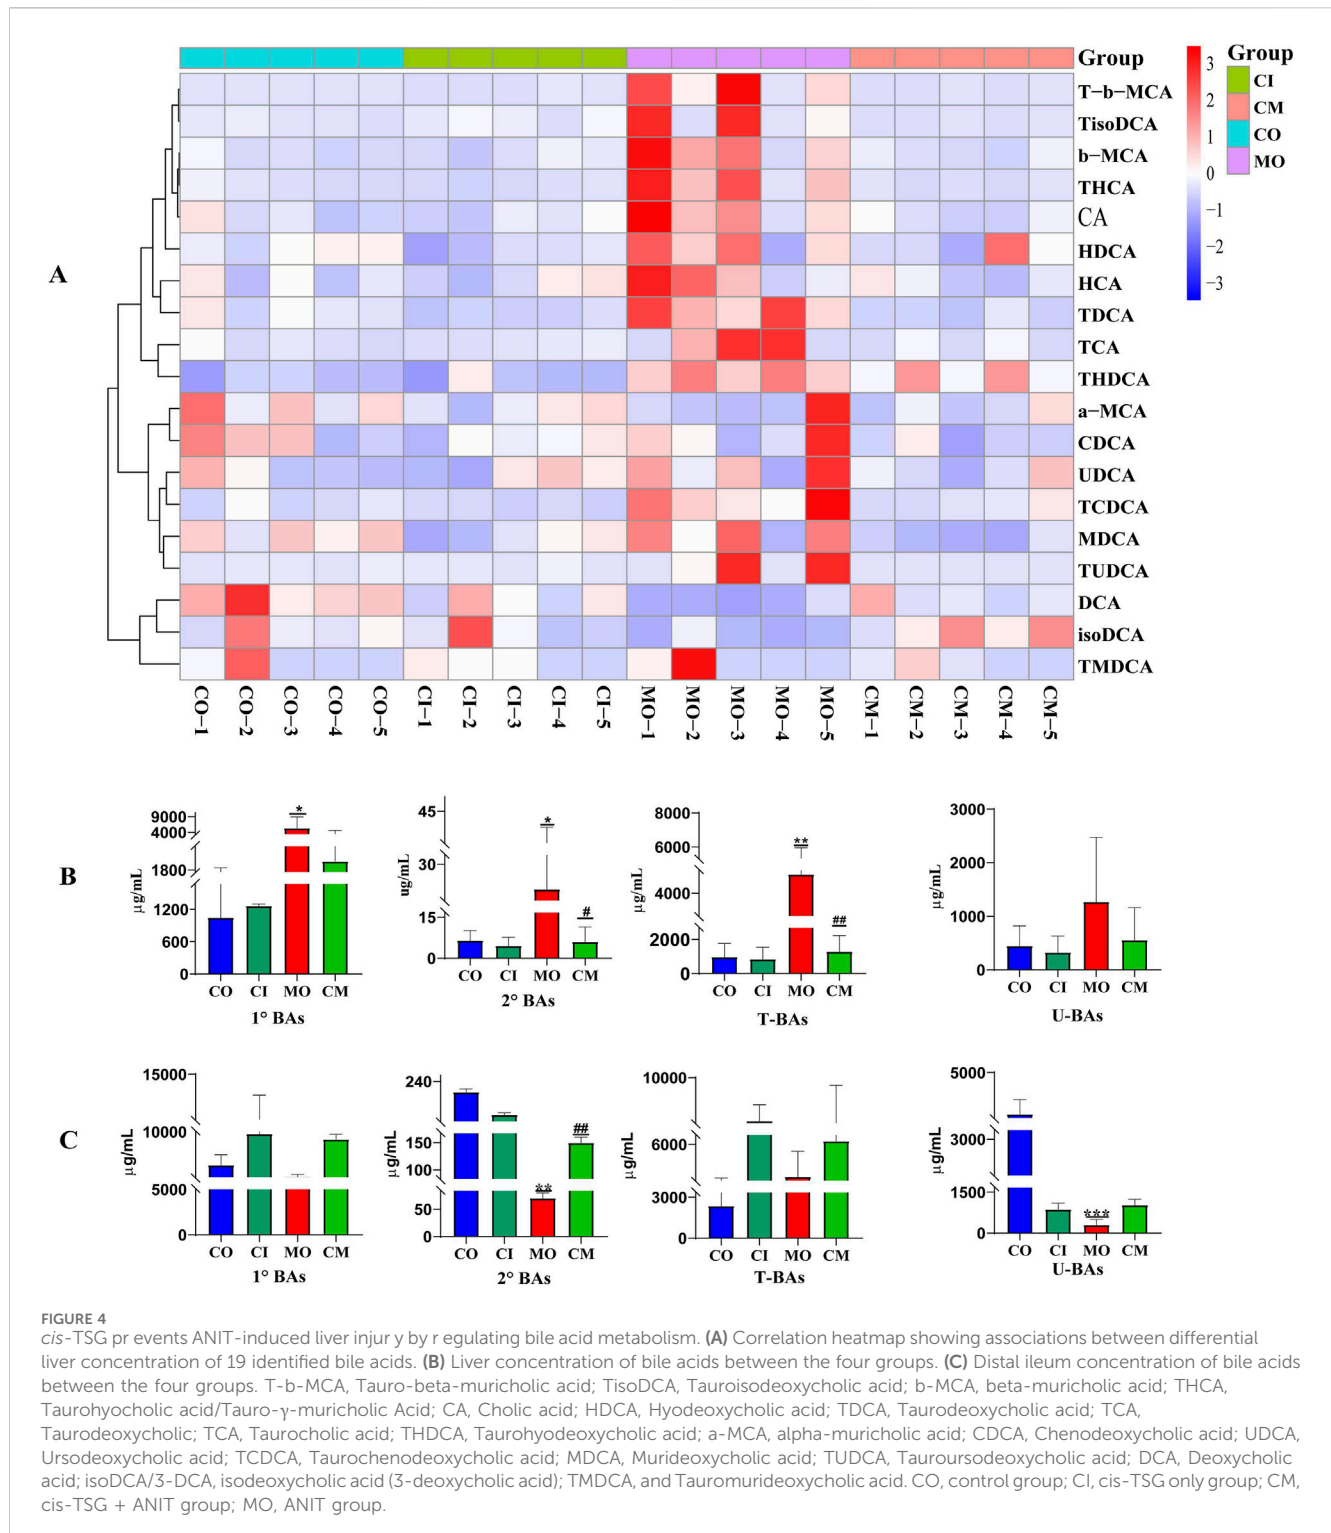 A
Group
T−b−MCA
TisoDCA
b−MCA
THCA
CA
HDCA
HCA
TDCA
TCA
THDCA
a−MCA
CDCA
UDCA
TCDCA
MDCA
TUDCA
DCA
isoDCA
TMDCA
3
2
1
0
−1
−2
−3
Group
CI
CM
CO
MO
CO−1
CO−2
CO−3
CO−4
CO−5
CI−1
CI−2
CI−3
CI−4
CI−5
MO−1
MO−2
MO−3
MO−4
MO−5
CM−1
CM−2
CM−3
CM−4
CM−5
B
µg/mL
9000
4000
1800
1200
600
0
*
CO CI MO CM
1° BAs
ug/mL
45
30
15
0
*
#
CO CI MO CM
2° BAs
µg/mL
8000
6000
4000
2000
0
**
##
CO CI MO CM
T-BAs
µg/mL
3000
2000
1000
0
CO CI MO CM
U-BAs
C
µg/mL
15000
10000
5000
0
CO CI MO CM
1° BAs
µg/mL
240
150
100
50
0
**
##
CO CI MO CM
2° BAs
µg/mL
10000
6000
3000
0
CO CI MO CM
T-BAs
µg/mL
5000
3000
1500
0
***
CO CI MO CM
U-BAs
FIGURE 4
cis-TSG pr events ANIT-induced liver injur y by r egulating bile acid metabolism. (A) Correlation heatmap showing associations between differential
liver concentration of 19 identified bile acids. (B) Liver concentration of bile acids between the four groups. (C) Distal ileum concentration of bile acids
between the four groups. T-b-MCA, Tauro-beta-muricholic acid; TisoDCA, Tauroisodeoxycholic acid; b-MCA, beta-muricholic acid; THCA,
Taurohyocholic acid/Tauro-γ-muricholic Acid; CA, Cholic acid; HDCA, Hyodeoxycholic acid; TDCA, Taurodeoxycholic acid; TCA,
Taurodeoxycholic; TCA, Taurocholic acid; THDCA, Taurohyodeoxycholic acid; a-MCA, alpha-muricholic acid; CDCA, Chenodeoxycholic acid; UDCA,
Ursodeoxycholic acid; TCDCA, Taurochenodeoxycholic acid; MDCA, Murideoxycholic acid; TUDCA, Tauroursodeoxycholic acid; DCA, Deoxycholic
acid; isoDCA/3-DCA, isodeoxycholic acid (3-deoxycholic acid); TMDCA, and Tauromurideoxycholic acid. CO, control group; CI, cis-TSG only group; CM,
cis-TSG + ANIT group; MO, ANIT group.